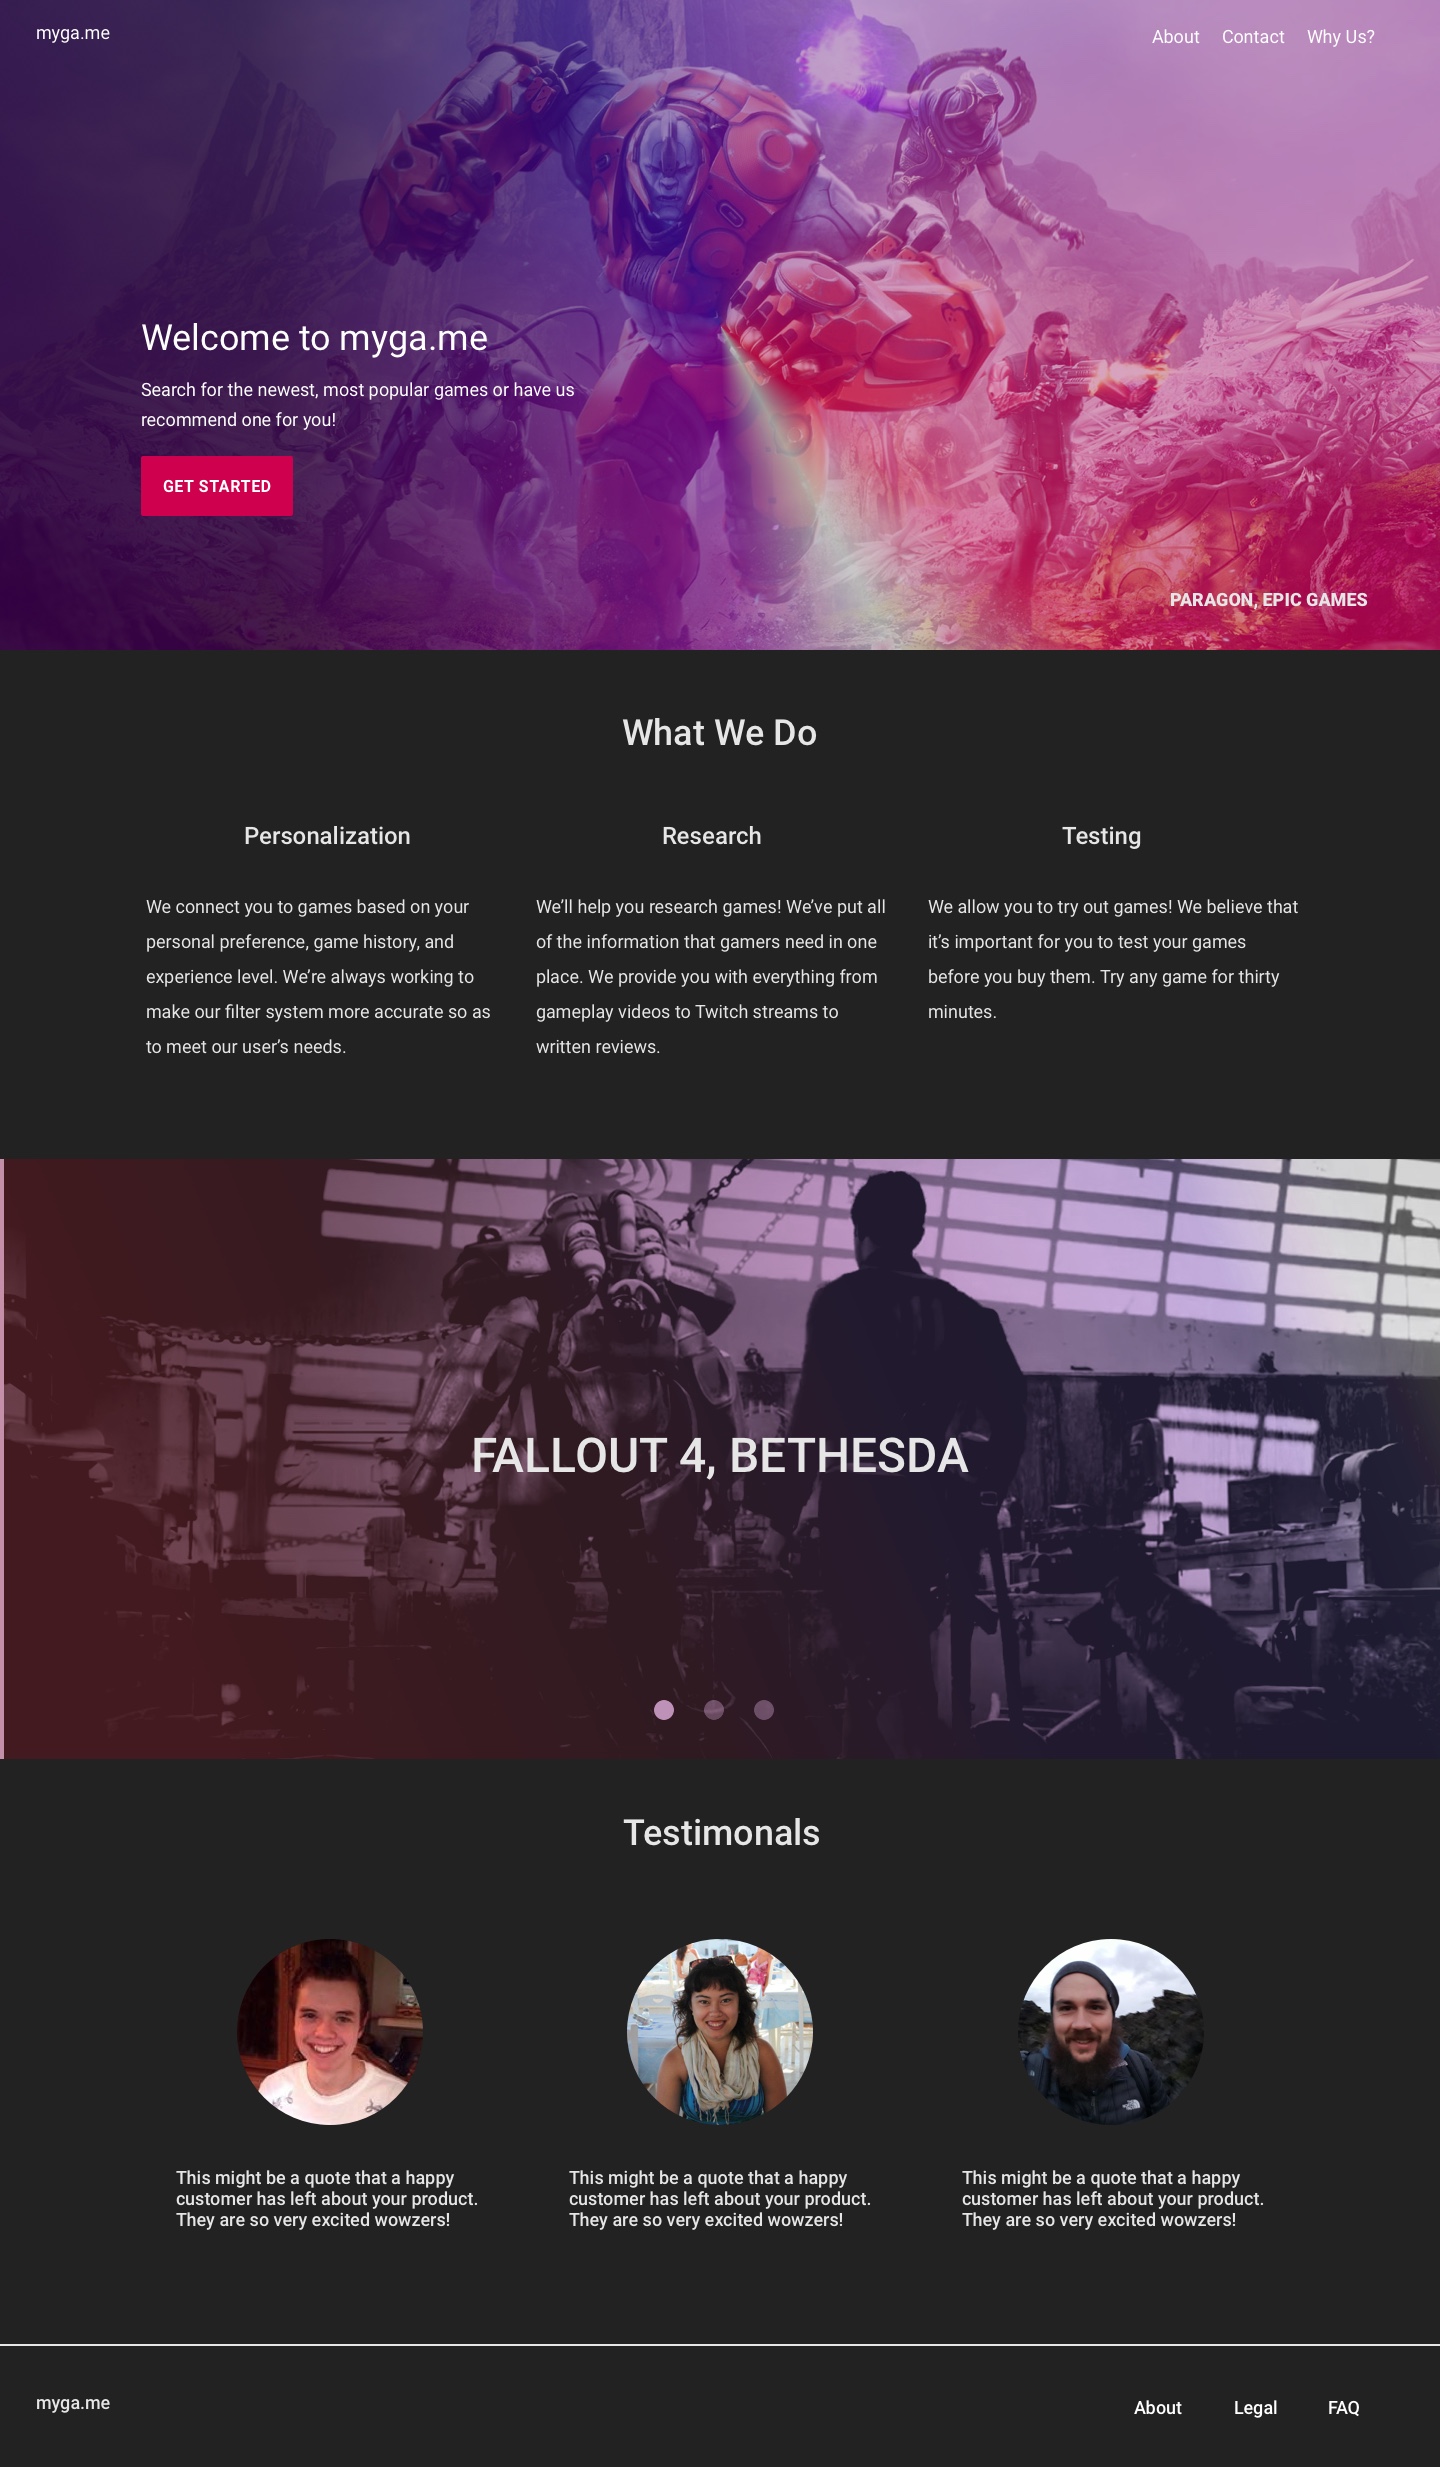 myga.me
About Contact Why Us?
Welcome to myga.me
Search for the newest, most popular games or have us
recommend one for you!
GET STARTED
PARAGON, EPIC GAMES
What We Do
Personalization
We connect you to games based on your
personal preference, game history, and
experience level. We’re always working to
make our filter system more accurate so as
to meet our user’s needs.
Research
We’ll help you research games! We’ve put all
of the information that gamers need in one
place. We provide you with everything from
gameplay videos to Twitch streams to
written reviews.
Testing
We allow you to try out games! We believe that
it’s important for you to test your games
before you buy them. Try any game for thirty
minutes.
FALLOUT 4, BETHESDA
Testimonals
This might be a quote that a happy
customer has left about your product.
They are so very excited wowzers!
This might be a quote that a happy
customer has left about your product.
They are so very excited wowzers!
This might be a quote that a happy
customer has left about your product.
They are so very excited wowzers!
myga.me
About Legal FAQ